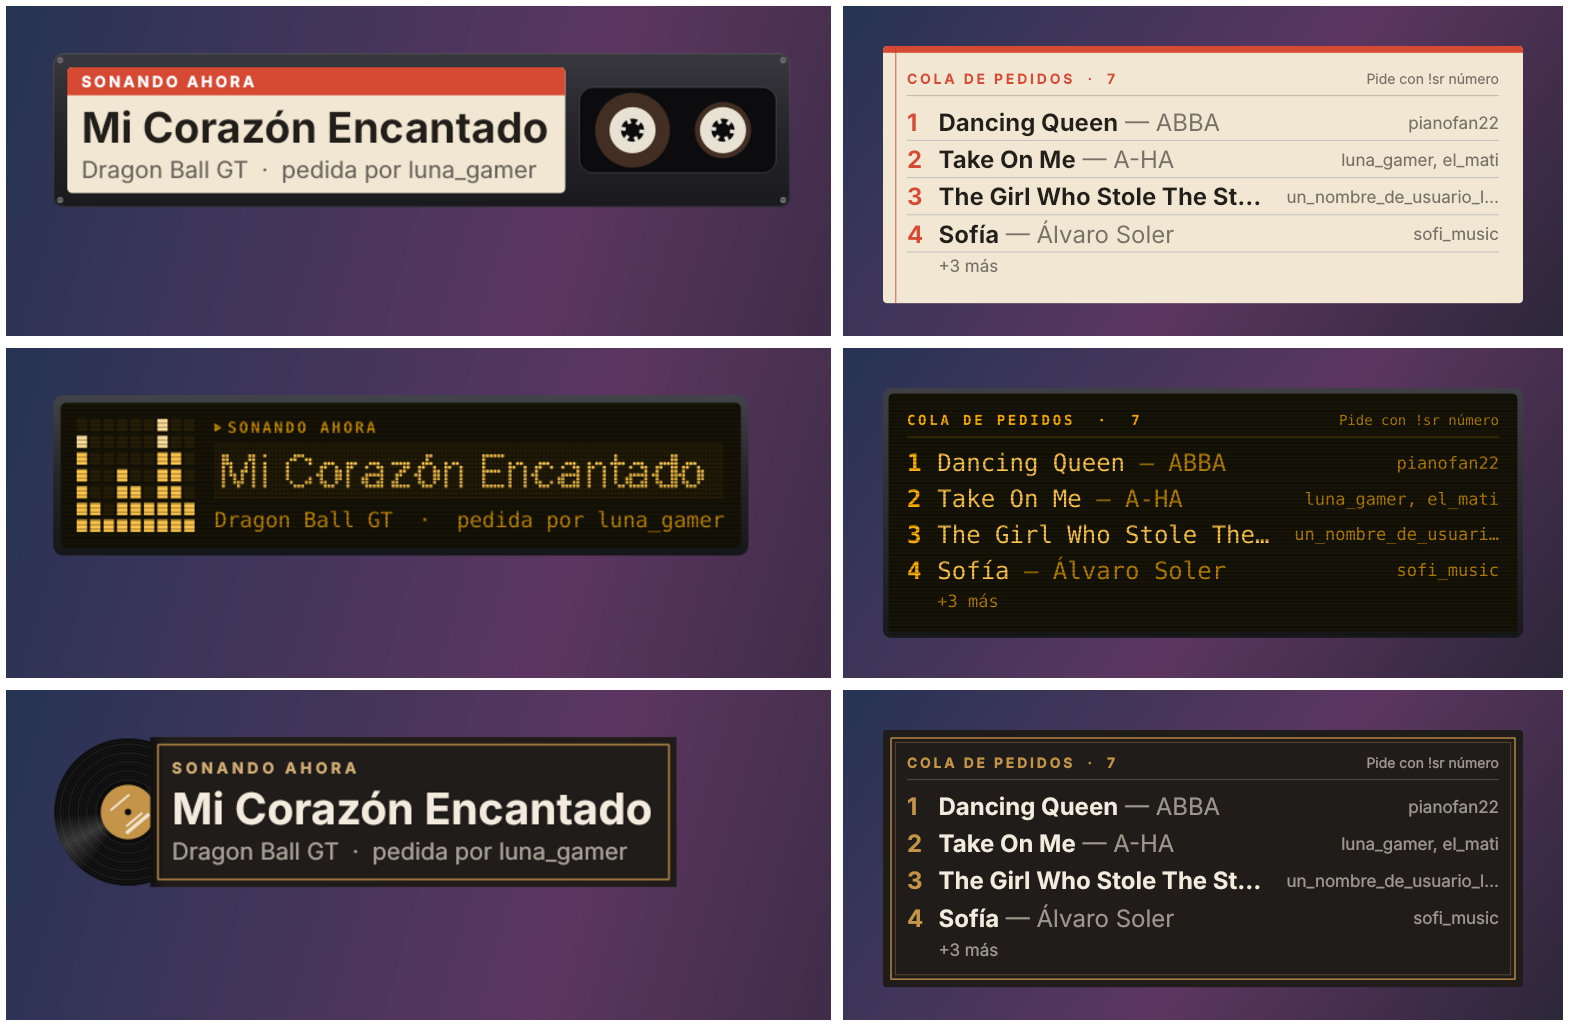 SONANDO AHORA
Mi Corazón Encantado
Dragon Ball GT · pedida por luna_gamer
COLA DE PEDIDOS · 7 Pide con !sr número
1 Dancing Queen — ABBA pianofan22
2 Take On Me — A-HA luna_gamer, el_mati
3 The Girl Who Stole The St… un_nombre_de_usuario_l…
4 Sofía — Álvaro Soler sofi_music
+3 más
▸SONANDO AHORA
Mi Corazón Encantado
Dragon Ball GT · pedida por luna_gamer
COLA DE PEDIDOS · 7 Pide con !sr número
1 Dancing Queen — ABBA pianofan22
2 Take On Me — A-HA luna_gamer, el_mati
3 The Girl Who Stole The… un_nombre_de_usuari…
4 Sofía — Álvaro Soler sofi_music
+3 más
SONANDO AHORA
Mi Corazón Encantado
Dragon Ball GT · pedida por luna_gamer
COLA DE PEDIDOS · 7 Pide con !sr número
1 Dancing Queen — ABBA pianofan22
2 Take On Me — A-HA luna_gamer, el_mati
3 The Girl Who Stole The St… un_nombre_de_usuario_l…
4 Sofía — Álvaro Soler sofi_music
+3 más